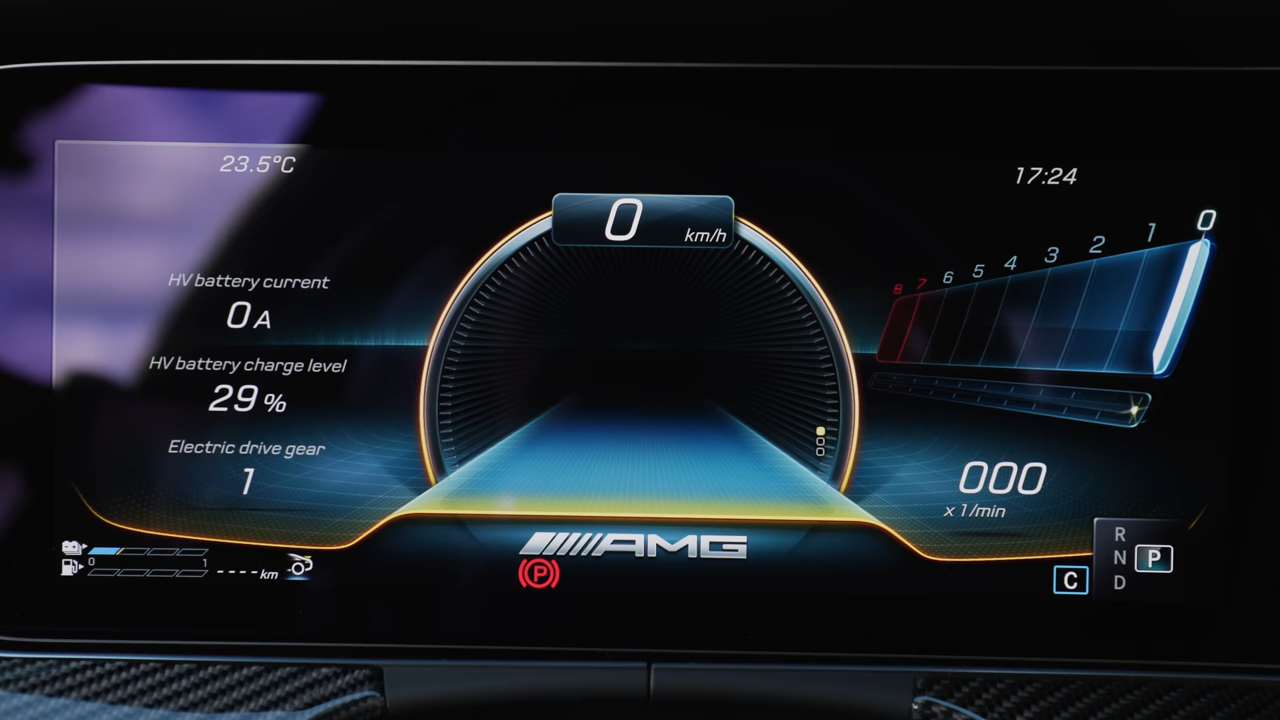 23.5°C
17:24
0
km/h
8 7 6 5 4 3 2 1 0
HV battery current
0 A
HV battery charge level
29 %
Electric drive gear
1
000
x 1/min
AMG
P
0 1
----- km
C
R
N P
D